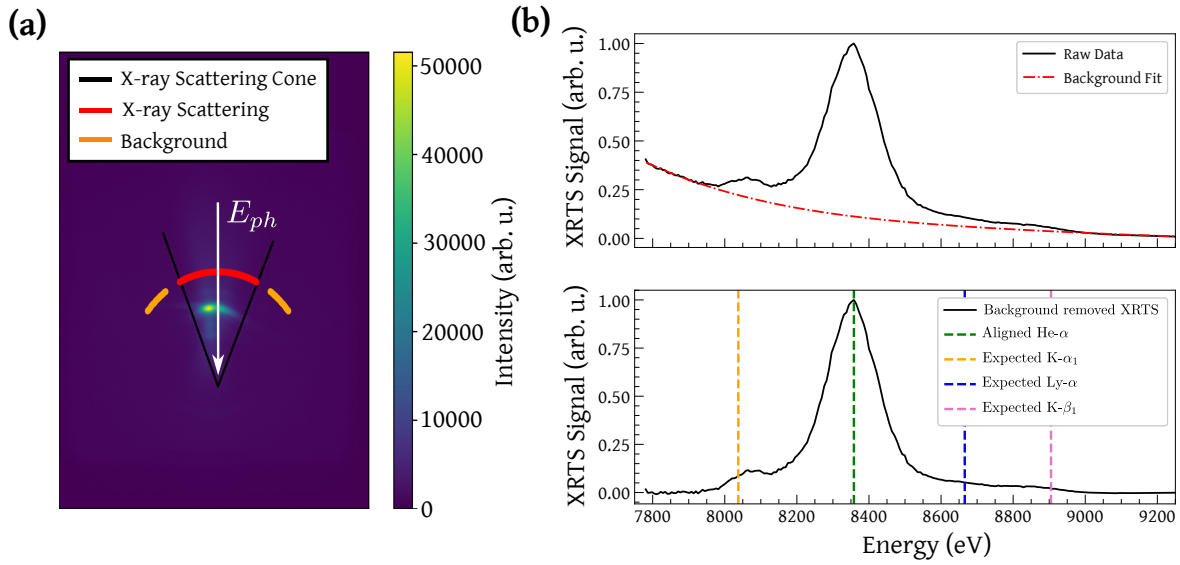 (a)
X-ray Scattering Cone
X-ray Scattering
Background
E_{ph}
50000
40000
30000
20000
10000
0
Intensity (arb. u.)
(b)
1.00
0.75
0.50
0.25
0.00
XRTS Signal (arb. u.)
Raw Data
Background Fit
1.00
0.75
0.50
0.25
0.00
XRTS Signal (arb. u.)
Background removed XRTS
Aligned He-α
Expected K-α₁
Expected Ly-α
Expected K-β₁
7800 8000 8200 8400 8600 8800 9000 9200
Energy (eV)